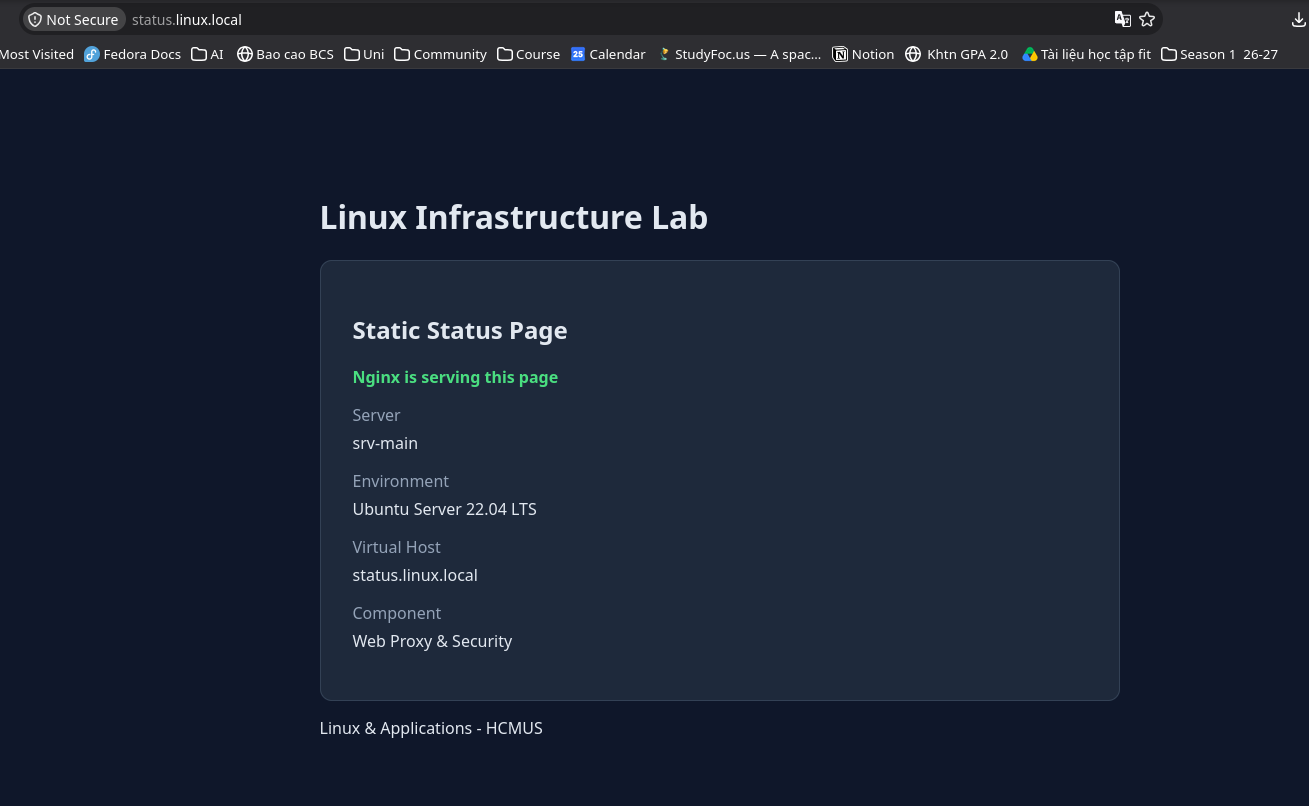 Not Secure status.linux.local
Most Visited Fedora Docs AI Bao cao BCS Uni Community Course 25 Calendar StudyFoc.us — A spac... Notion Khtn GPA 2.0 Tài liệu học tập fit Season 1 26-27
Linux Infrastructure Lab
Static Status Page
Nginx is serving this page
Server
srv-main
Environment
Ubuntu Server 22.04 LTS
Virtual Host
status.linux.local
Component
Web Proxy & Security
Linux & Applications - HCMUS